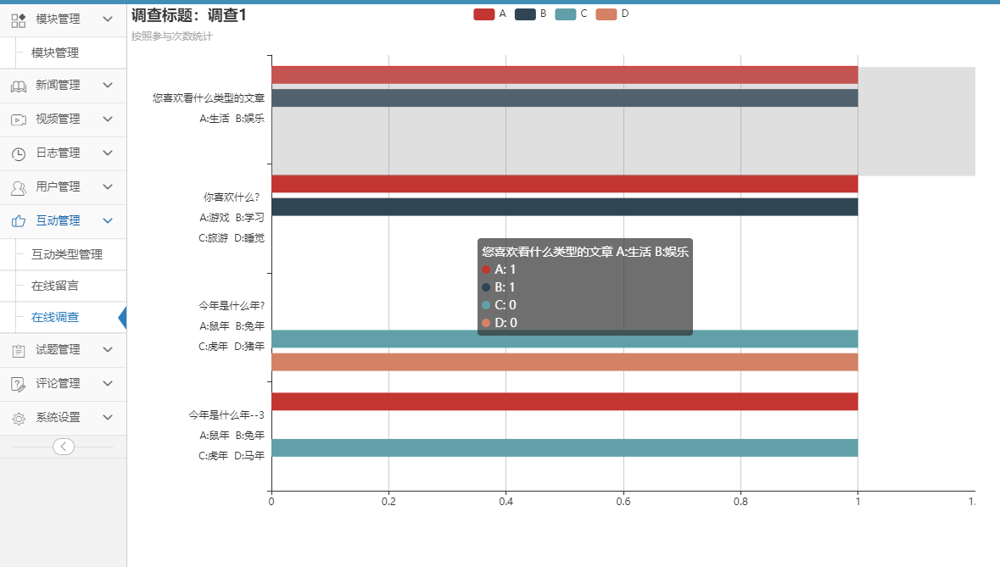 模块管理
模块管理
新闻管理
视频管理
日志管理
用户管理
互动管理
互动类型管理
在线留言
在线调查
试题管理
评论管理
系统设置
调查标题：调查1
按照参与次数统计
A B C D
您喜欢看什么类型的文章
A:生活 B:娱乐
你喜欢什么?
A:游戏 B:学习
C:旅游 D:睡觉
今年是什么年?
A:鼠年 B:兔年
C:虎年 D:猪年
今年是什么年--3
A:鼠年 B:兔年
C:虎年 D:马年
您喜欢看什么类型的文章 A:生活 B:娱乐
A: 1
B: 1
C: 0
D: 0
0 0.2 0.4 0.6 0.8 1 1.